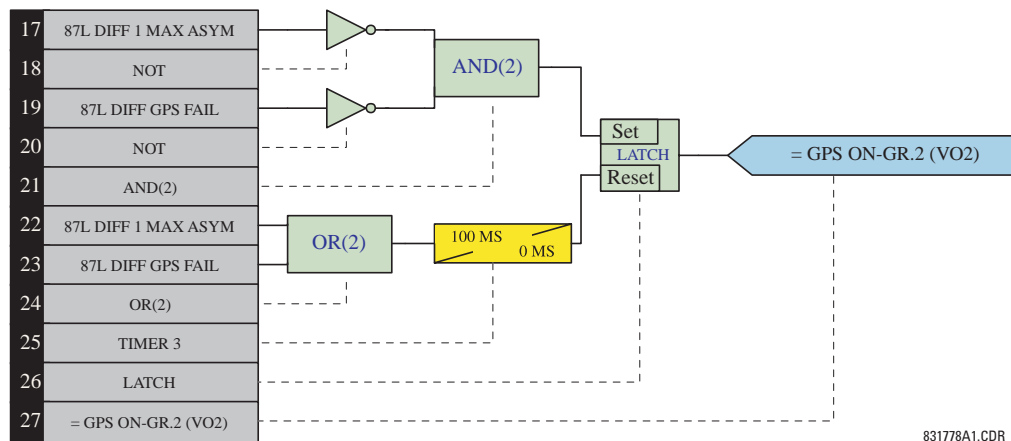 17 87L DIFF 1 MAX ASYM
18 NOT
19 87L DIFF GPS FAIL
20 NOT
21 AND(2)
22 87L DIFF 1 MAX ASYM
23 87L DIFF GPS FAIL
24 OR(2)
25 TIMER 3
26 LATCH
27 = GPS ON-GR.2 (VO2)
AND(2)
OR(2)
100 MS
0 MS
Set
LATCH
Reset
= GPS ON-GR.2 (VO2)
831778A1.CDR